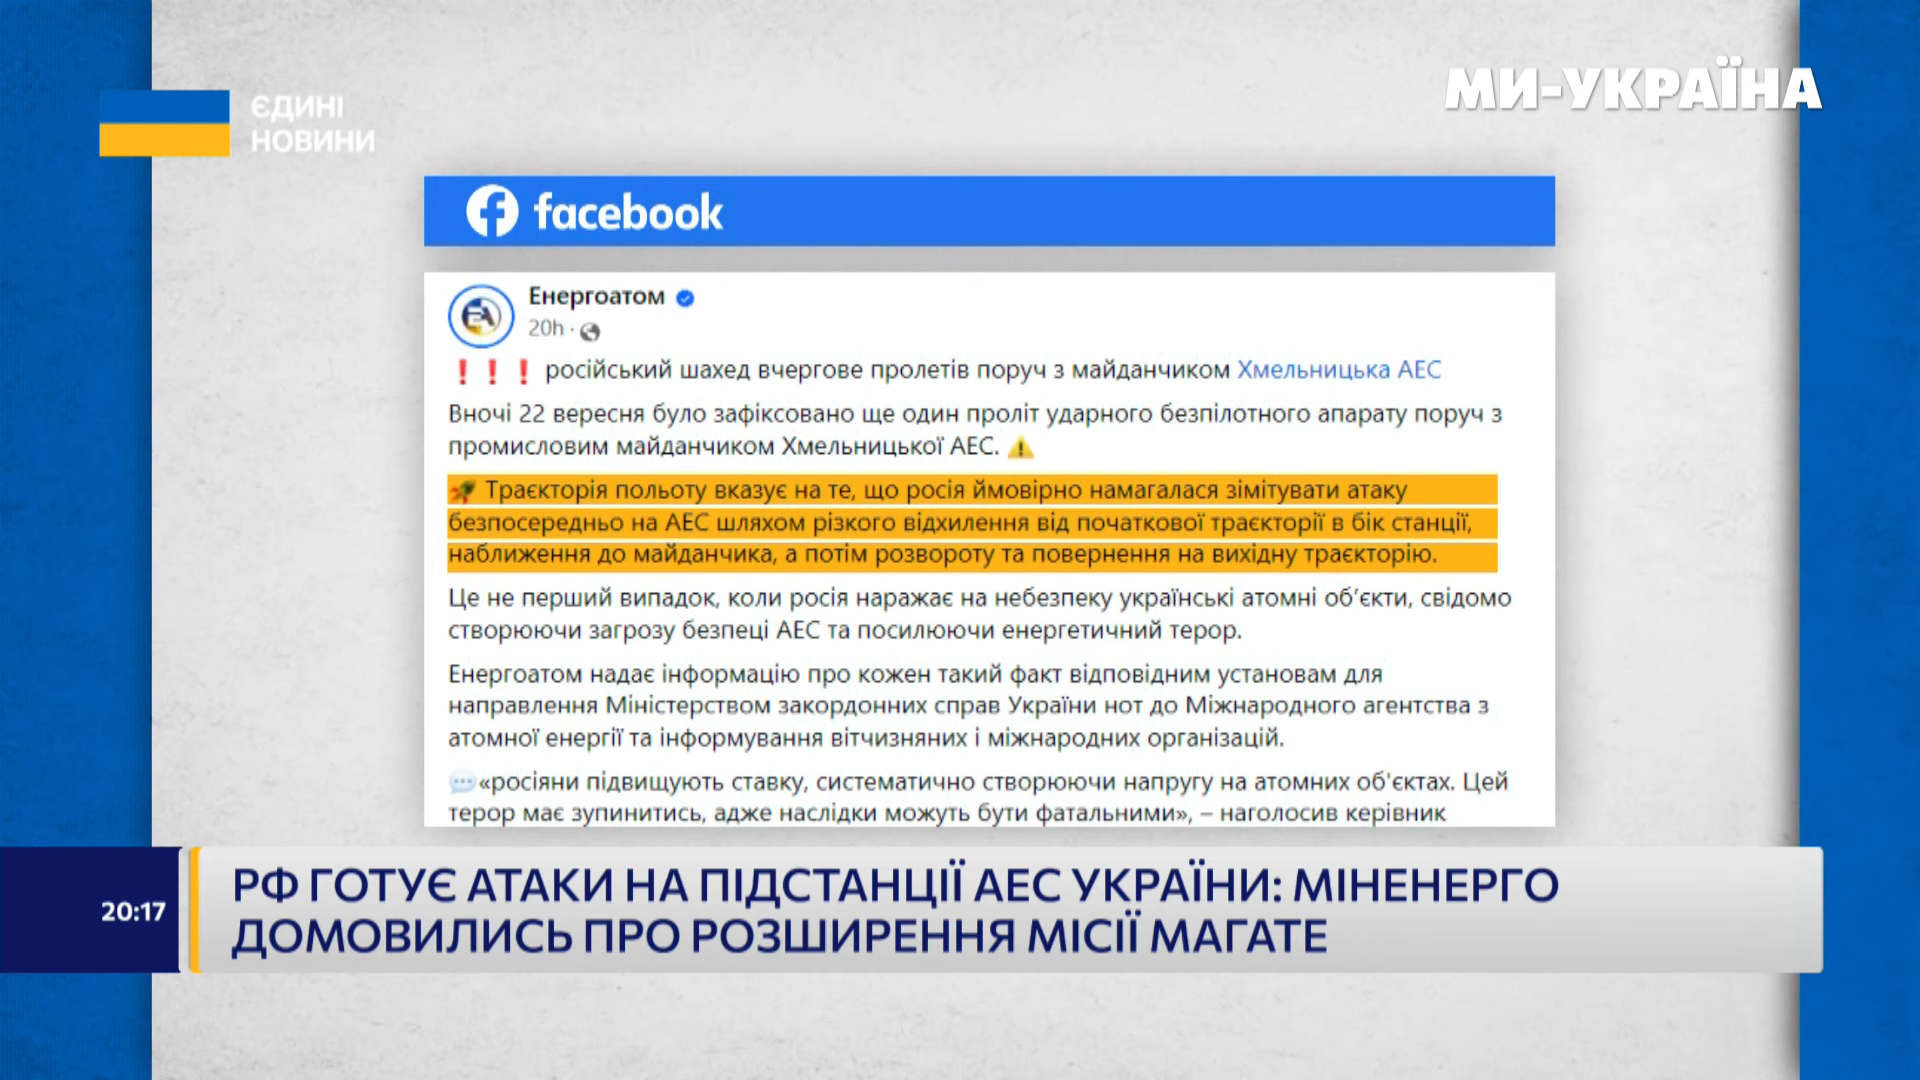 ЄДИНІ
НОВИНИ
МИ-УКРАЇНА
facebook
Енергоатом
20h ·
❗❗❗ російський шахед вчергове пролетів поруч з майданчиком Хмельницька АЕС
Вночі 22 вересня було зафіксовано ще один проліт ударного безпілотного апарату поруч з
промисловим майданчиком Хмельницької АЕС. ⚠️
🚀 Траєкторія польоту вказує на те, що росія ймовірно намагалася зімітувати атаку
безпосередньо на АЕС шляхом різкого відхилення від початкової траєкторії в бік станції,
наближення до майданчика, а потім розвороту та повернення на вихідну траєкторію.
Це не перший випадок, коли росія наражає на небезпеку українські атомні об’єкти, свідомо
створюючи загрозу безпеці АЕС та посилюючи енергетичний терор.
Енергоатом надає інформацію про кожен такий факт відповідним установам для
направлення Міністерством закордонних справ України нот до Міжнародного агентства з
атомної енергії та інформування вітчизняних і міжнародних організацій.
💬«росіяни підвищують ставку, систематично створюючи напругу на атомних об'єктах. Цей
терор має зупинитись, адже наслідки можуть бути фатальними», – наголосив керівник
20:17
РФ ГОТУЄ АТАКИ НА ПІДСТАНЦІЇ АЕС УКРАЇНИ: МІНЕНЕРГО
ДОМОВИЛИСЬ ПРО РОЗШИРЕННЯ МІСІЇ МАГАТЕ